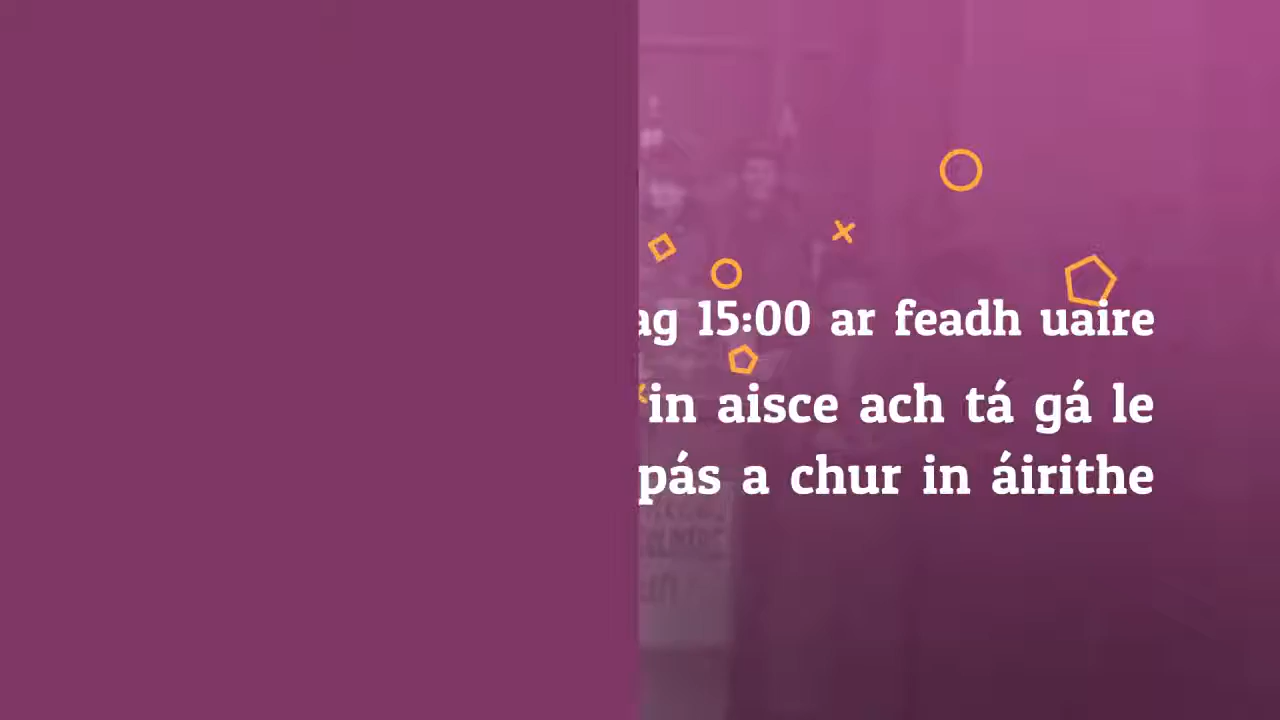 ag 15:00 ar feadh uaire
in aisce ach tá gá le
pás a chur in áirithe